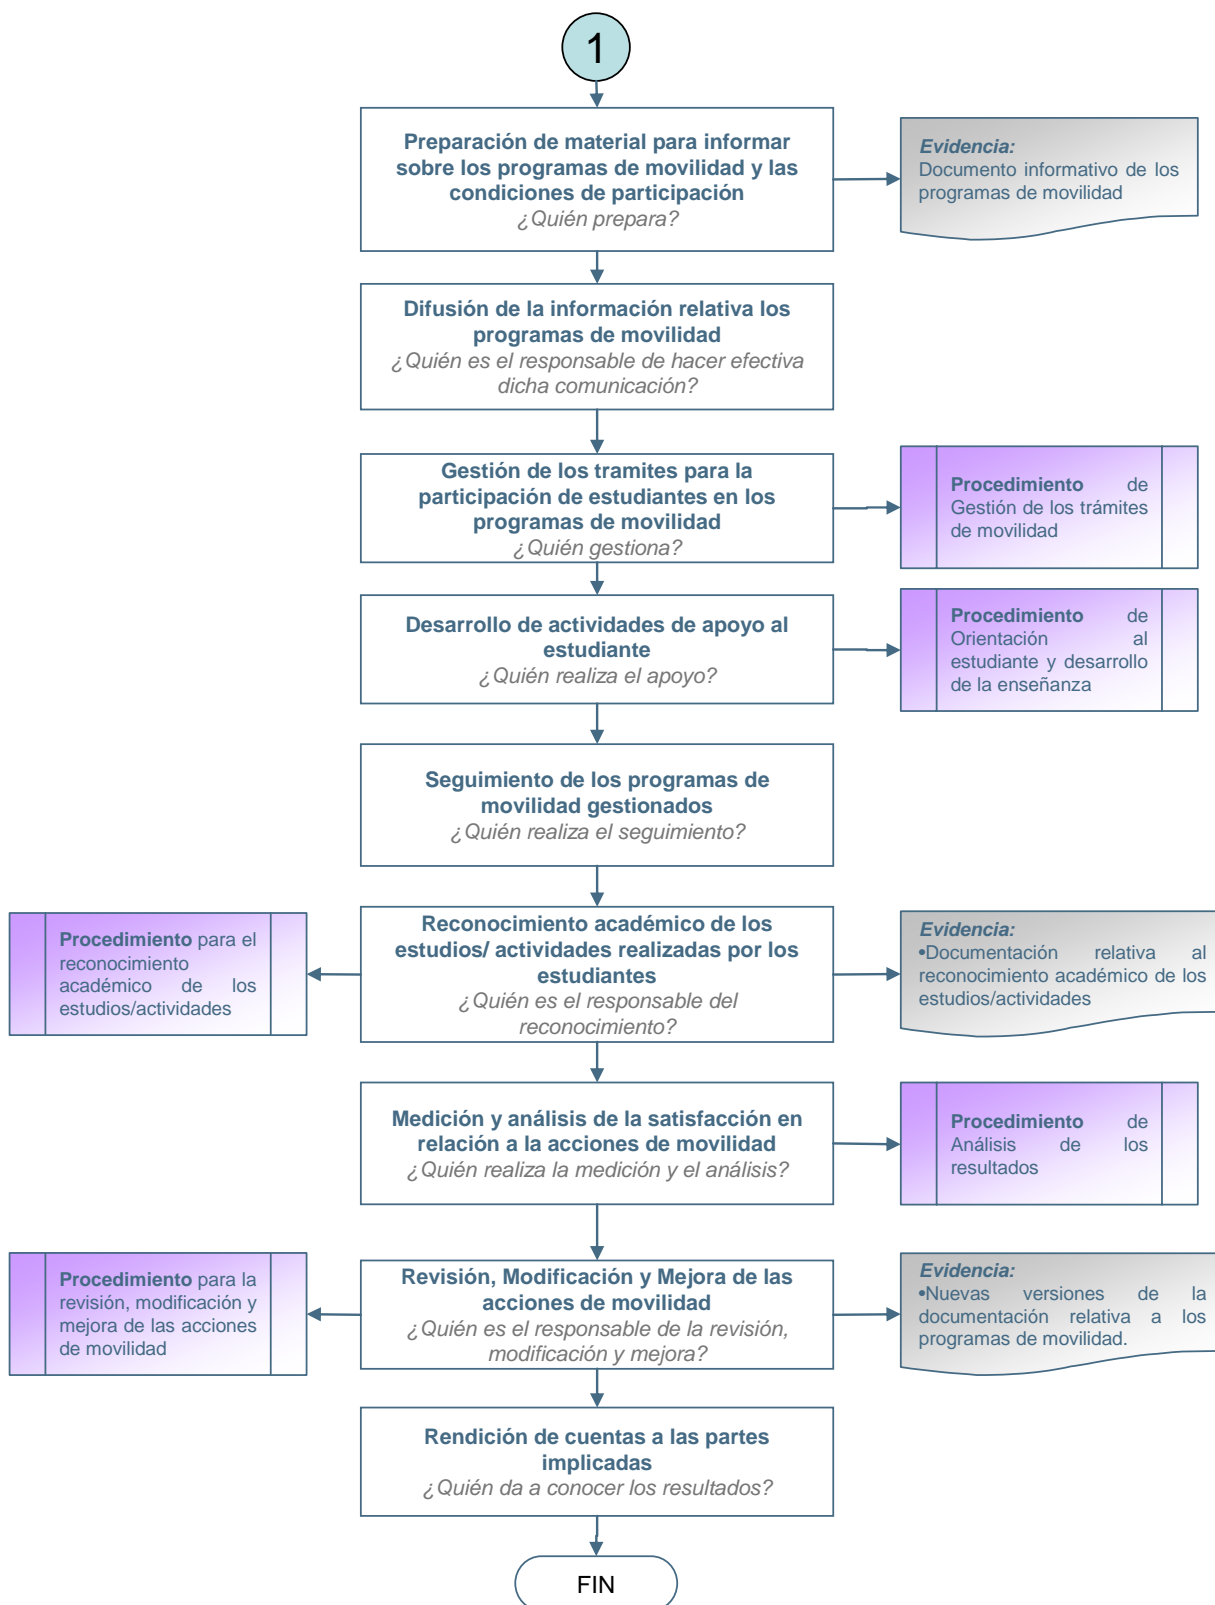 1
Preparación de material para informar
sobre los programas de movilidad y las
condiciones de participación
¿Quién prepara?
Evidencia:
Documento informativo de los
programas de movilidad
Difusión de la información relativa los
programas de movilidad
¿Quién es el responsable de hacer efectiva
dicha comunicación?
Gestión de los tramites para la
participación de estudiantes en los
programas de movilidad
¿Quién gestiona?
Procedimiento de
Gestión de los trámites
de movilidad
Desarrollo de actividades de apoyo al
estudiante
¿Quién realiza el apoyo?
Procedimiento de
Orientación al
estudiante y desarrollo
de la enseñanza
Seguimiento de los programas de
movilidad gestionados
¿Quién realiza el seguimiento?
Procedimiento para el
reconocimiento
académico de los
estudios/actividades
Reconocimiento académico de los
estudios/ actividades realizadas por los
estudiantes
¿Quién es el responsable del
reconocimiento?
Evidencia:
•Documentación relativa al
reconocimiento académico de los
estudios/actividades
Medición y análisis de la satisfacción en
relación a la acciones de movilidad
¿Quién realiza la medición y el análisis?
Procedimiento de
Análisis de los
resultados
Procedimiento para la
revisión, modificación y
mejora de las acciones
de movilidad
Revisión, Modificación y Mejora de las
acciones de movilidad
¿Quién es el responsable de la revisión,
modificación y mejora?
Evidencia:
•Nuevas versiones de la
documentación relativa a los
programas de movilidad.
Rendición de cuentas a las partes
implicadas
¿Quién da a conocer los resultados?
FIN